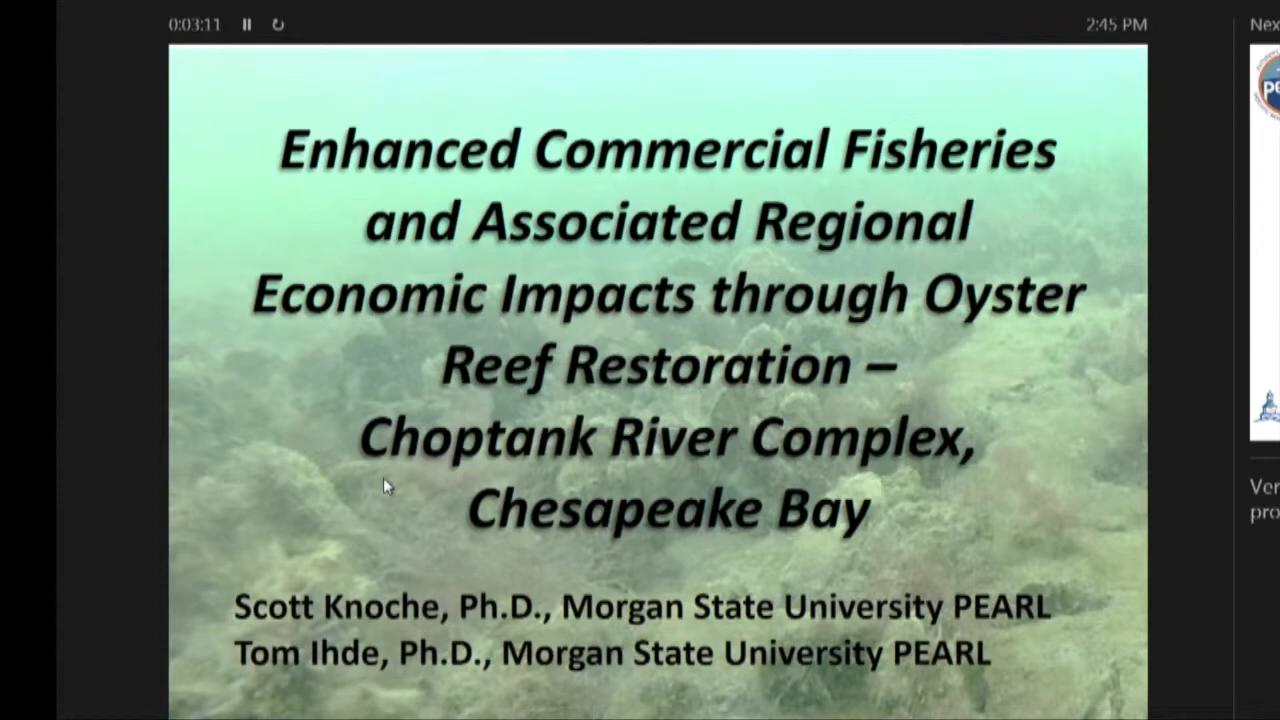 0:03:11
2:45 PM
Enhanced Commercial Fisheries
and Associated Regional
Economic Impacts through Oyster
Reef Restoration –
Choptank River Complex,
Chesapeake Bay
Scott Knoche, Ph.D., Morgan State University PEARL
Tom Ihde, Ph.D., Morgan State University PEARL